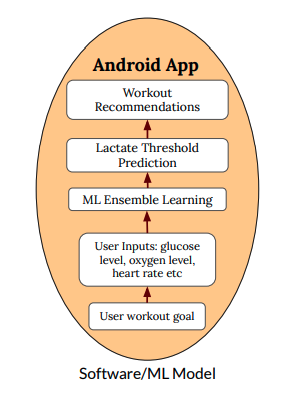 Android App
Workout
Recommendations
Lactate Threshold
Prediction
ML Ensemble Learning
User Inputs: glucose
level, oxygen level,
heart rate etc
User workout goal
Software/ML Model